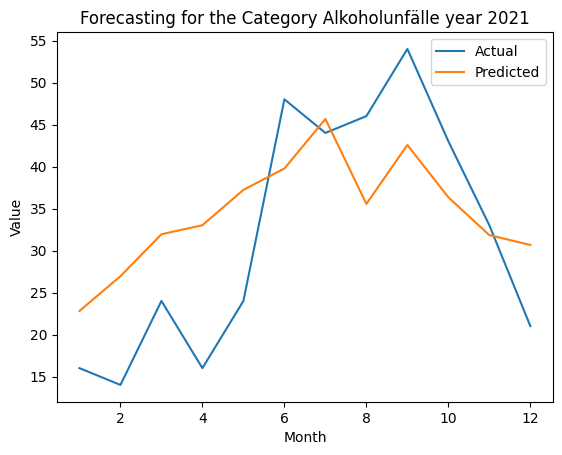 Forecasting for the Category Alkoholunfälle year 2021
Actual
Predicted
Value
55
50
45
40
35
30
25
20
15
2 4 6 8 10 12
Month